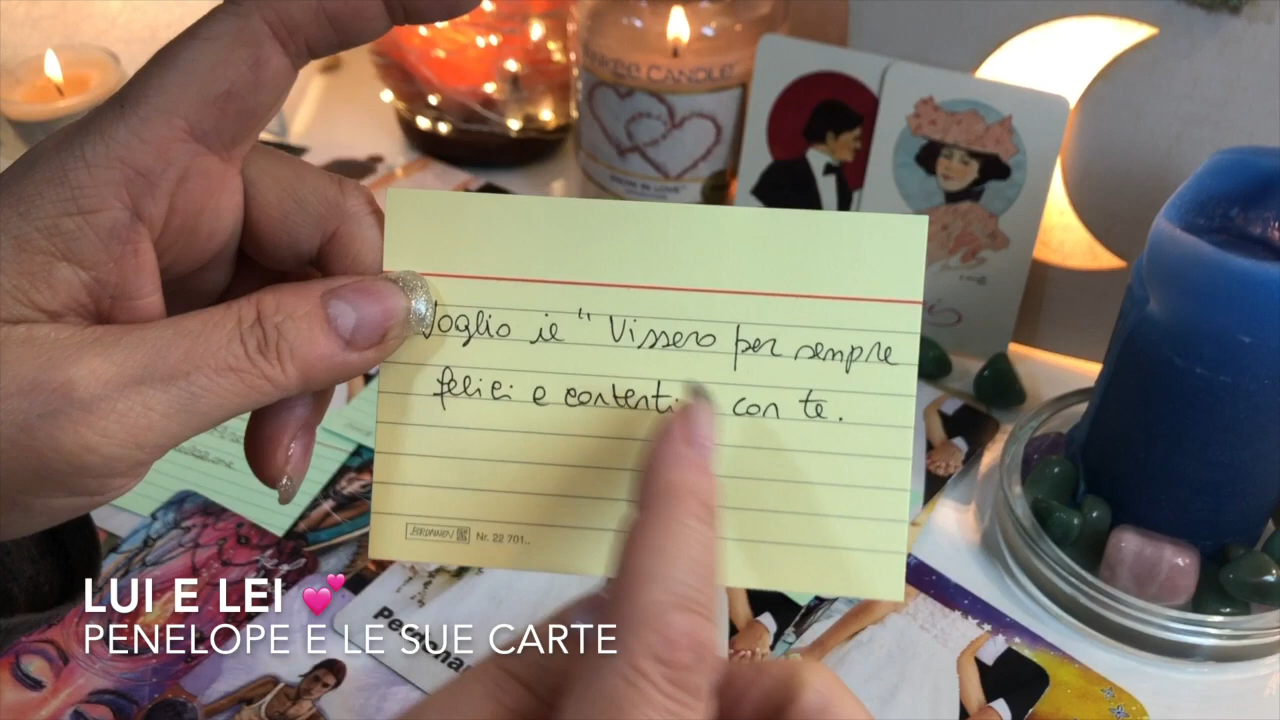 YANKEE CANDLE
Voglio il " Vissero per sempre
felici e contenti con te.
Nr. 22 701..
LUI E LEI 💕
PENELOPE E LE SUE CARTE